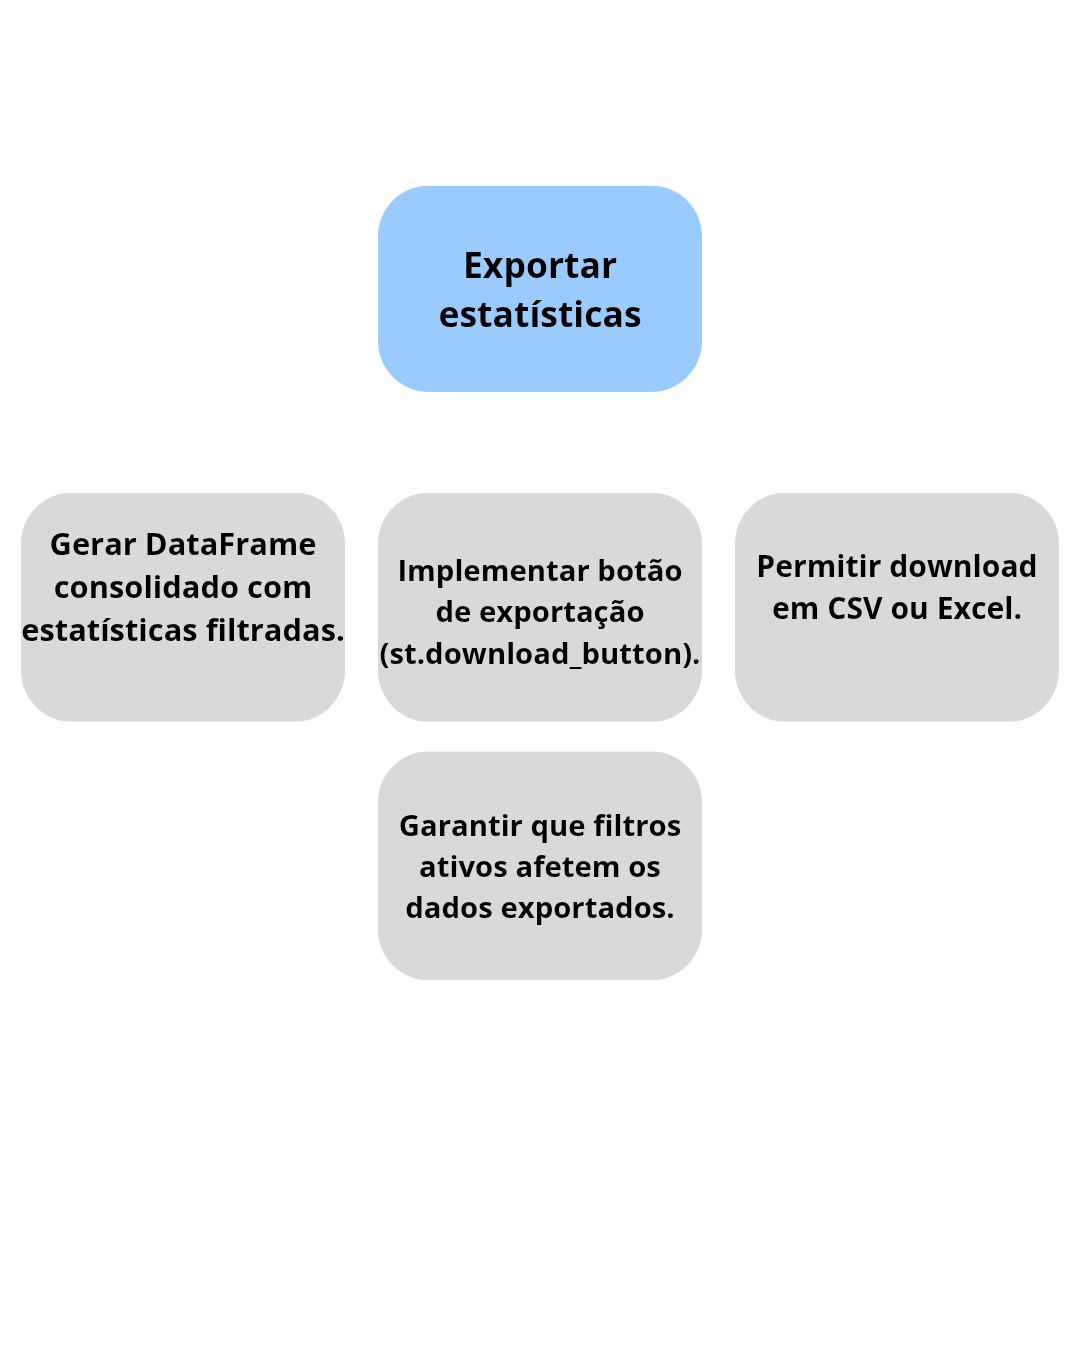 Exportar
estatísticas
Gerar DataFrame
consolidado com
estatísticas filtradas.
Implementar botão
de exportação
(st.download_button).
Permitir download
em CSV ou Excel.
Garantir que filtros
ativos afetem os
dados exportados.